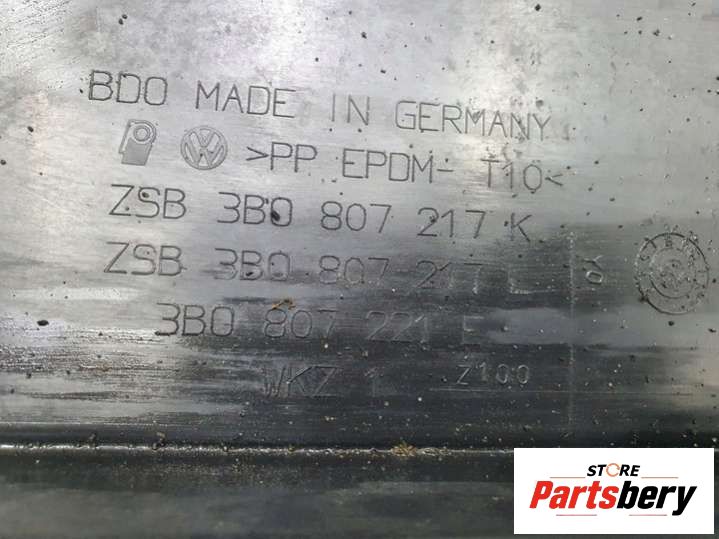 BDO MADE IN GERMANY
>PP EPDM- T10<
ZSB 3B0 807 217 K
ZSB 3B0 807 217 L
3B0 807 221 E
WKZ 1 Z100
STORE
Partsbery